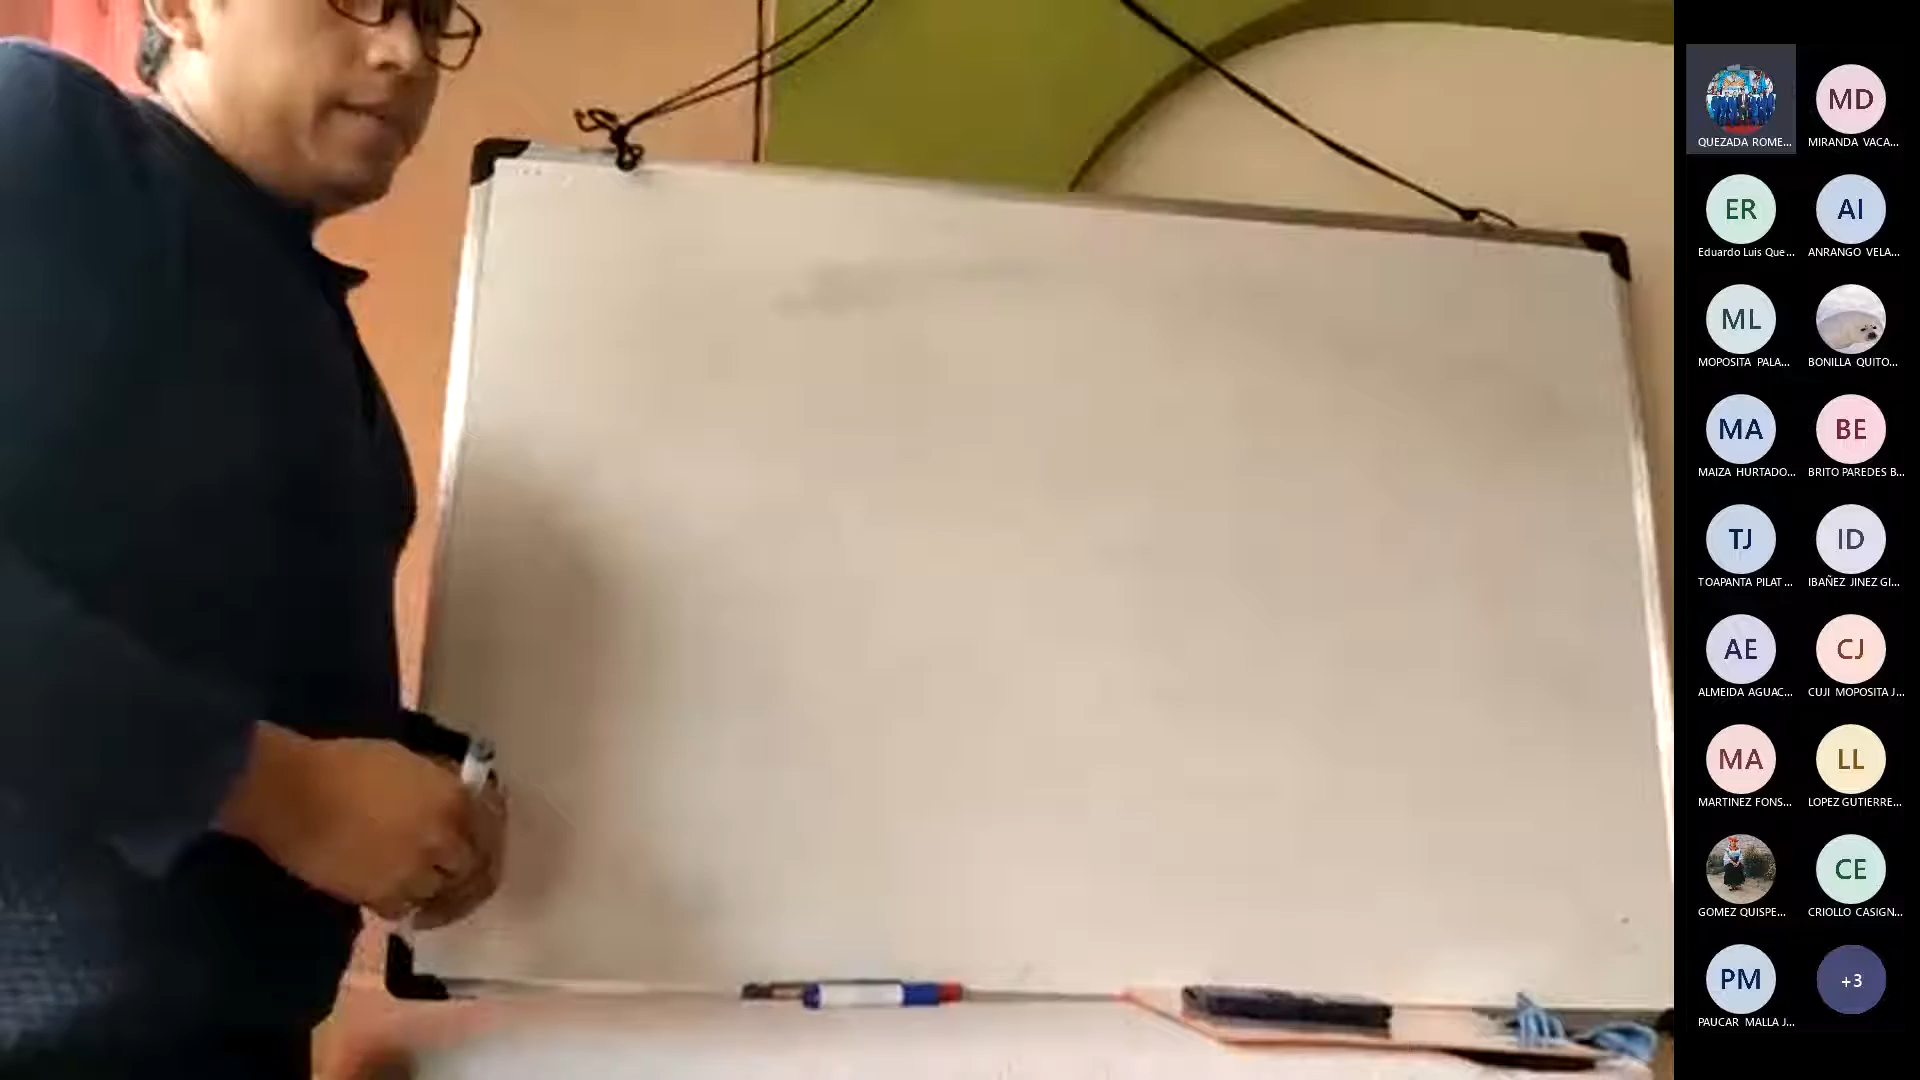 QUEZADA ROME...
MD
MIRANDA VACA...
ER
Eduardo Luis Que...
AI
ANRANGO VELA...
ML
MOPOSITA PALA...
BONILLA QUITO...
MA
MAIZA HURTADO...
BE
BRITO PAREDES B...
TJ
TOAPANTA PILAT...
ID
IBAÑEZ JINEZ GI...
AE
ALMEIDA AGUAC...
CJ
CUJI MOPOSITA J...
MA
MARTINEZ FONS...
LL
LOPEZ GUTIERRE...
GOMEZ QUISPE...
CE
CRIOLLO CASIGN...
PM
PAUCAR MALLA J...
+3